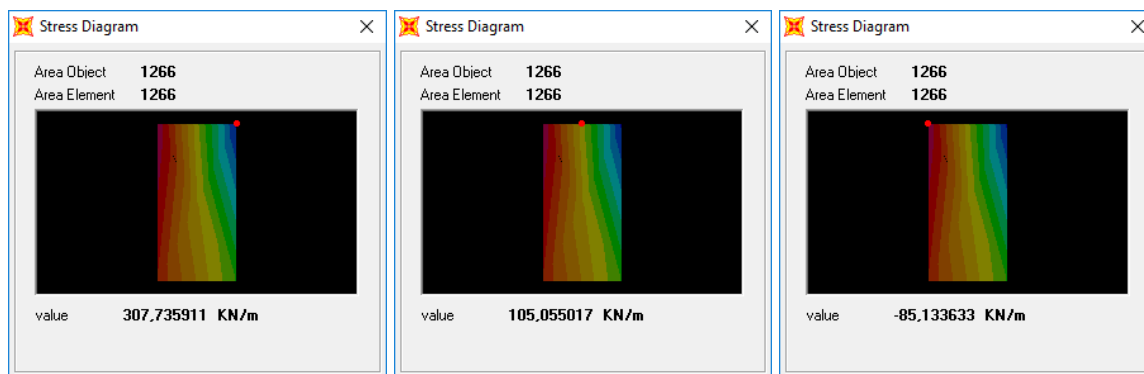 Stress Diagram
Area Object 1266
Area Element 1266
value 307,735911 KN/m
Stress Diagram
Area Object 1266
Area Element 1266
value 105,055017 KN/m
Stress Diagram
Area Object 1266
Area Element 1266
value -85,133633 KN/m